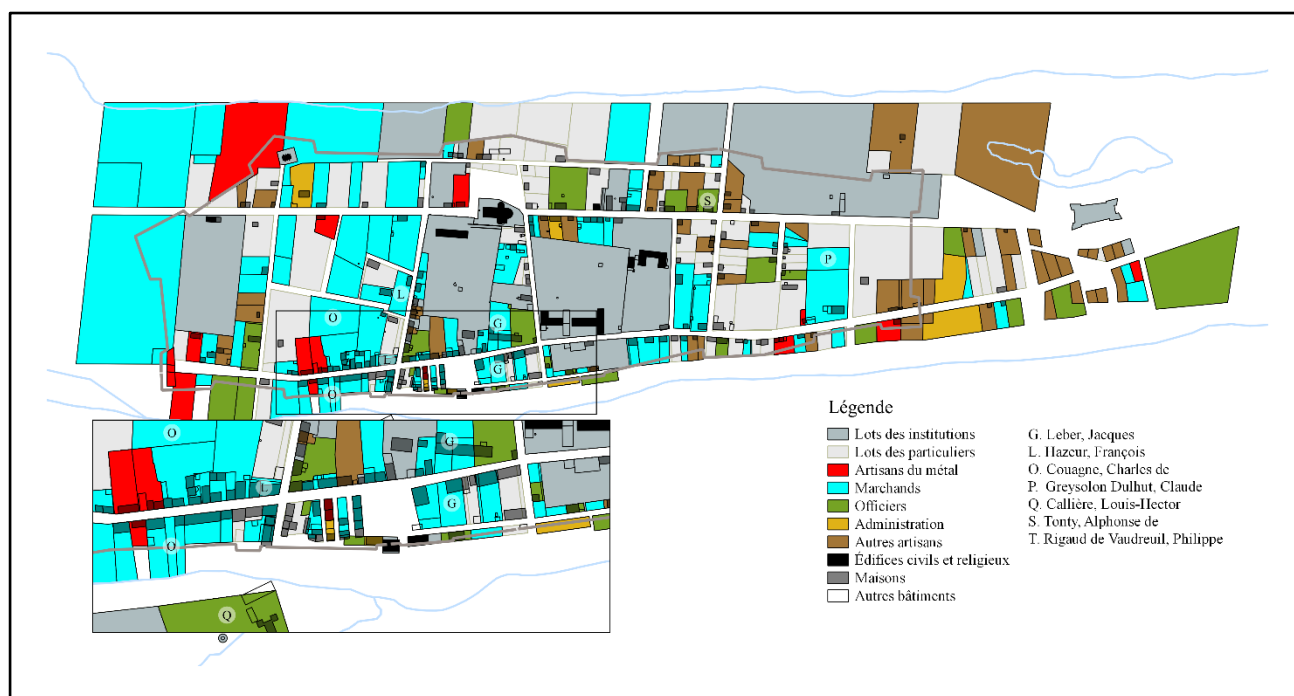 S
P
L
O
G
L
G
O
O
G
L
G
O
Q
Légende
Lots des institutions
Lots des particuliers
Artisans du métal
Marchands
Officiers
Administration
Autres artisans
Édifices civils et religieux
Maisons
Autres bâtiments
G. Leber, Jacques
L. Hazeur, François
O. Couagne, Charles de
P. Greysolon Dulhut, Claude
Q. Callière, Louis-Hector
S. Tonty, Alphonse de
T. Rigaud de Vaudreuil, Philippe